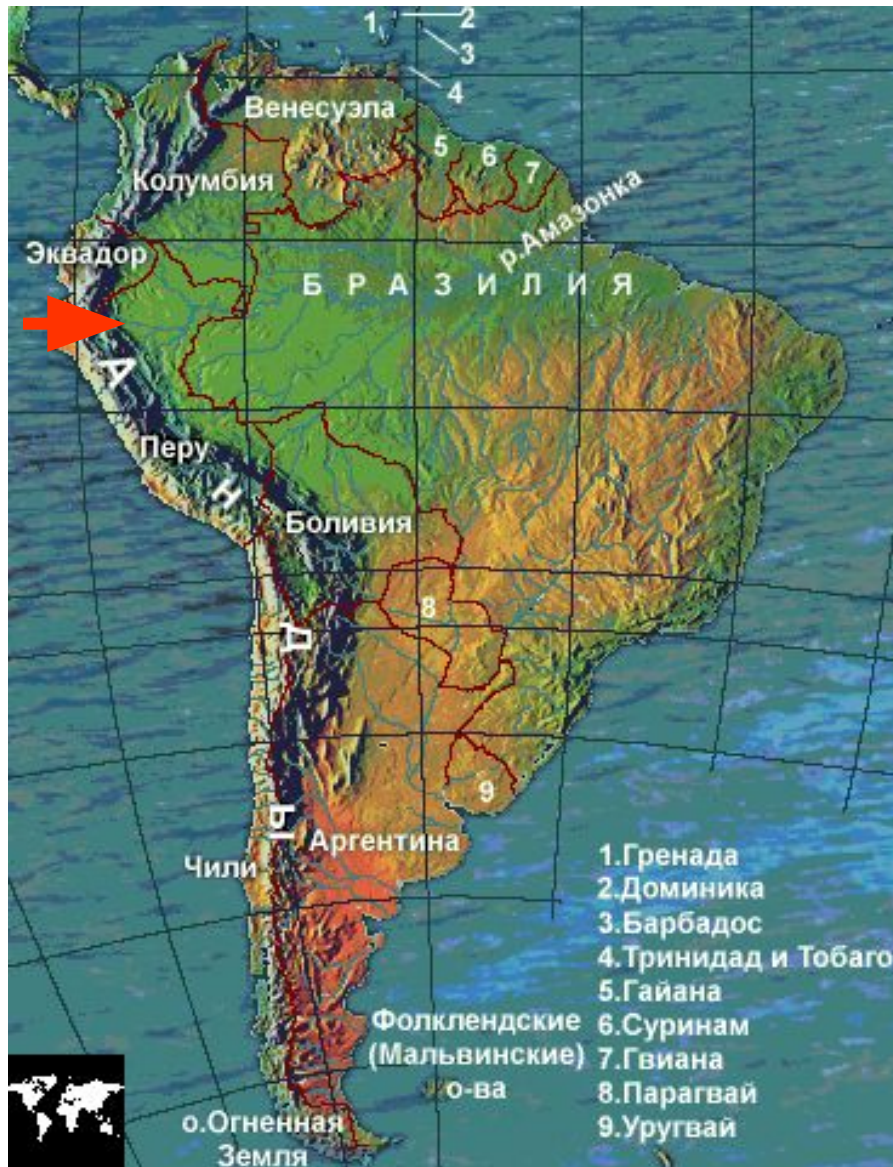 1
2
3
4
Венесуэла
5
6
7
Колумбия
р.Амазонка
Эквадор
БРАЗИЛИЯ
АНДЫ
Перу
Боливия
8
9
Аргентина
Чили
1.Гренада
2.Доминика
3.Барбадос
4.Тринидад и Тобаго
5.Гайана
6.Суринам
7.Гвиана
8.Парагвай
9.Уругвай
Фолклендские
(Мальвинские)
о-ва
о.Огненная
Земля